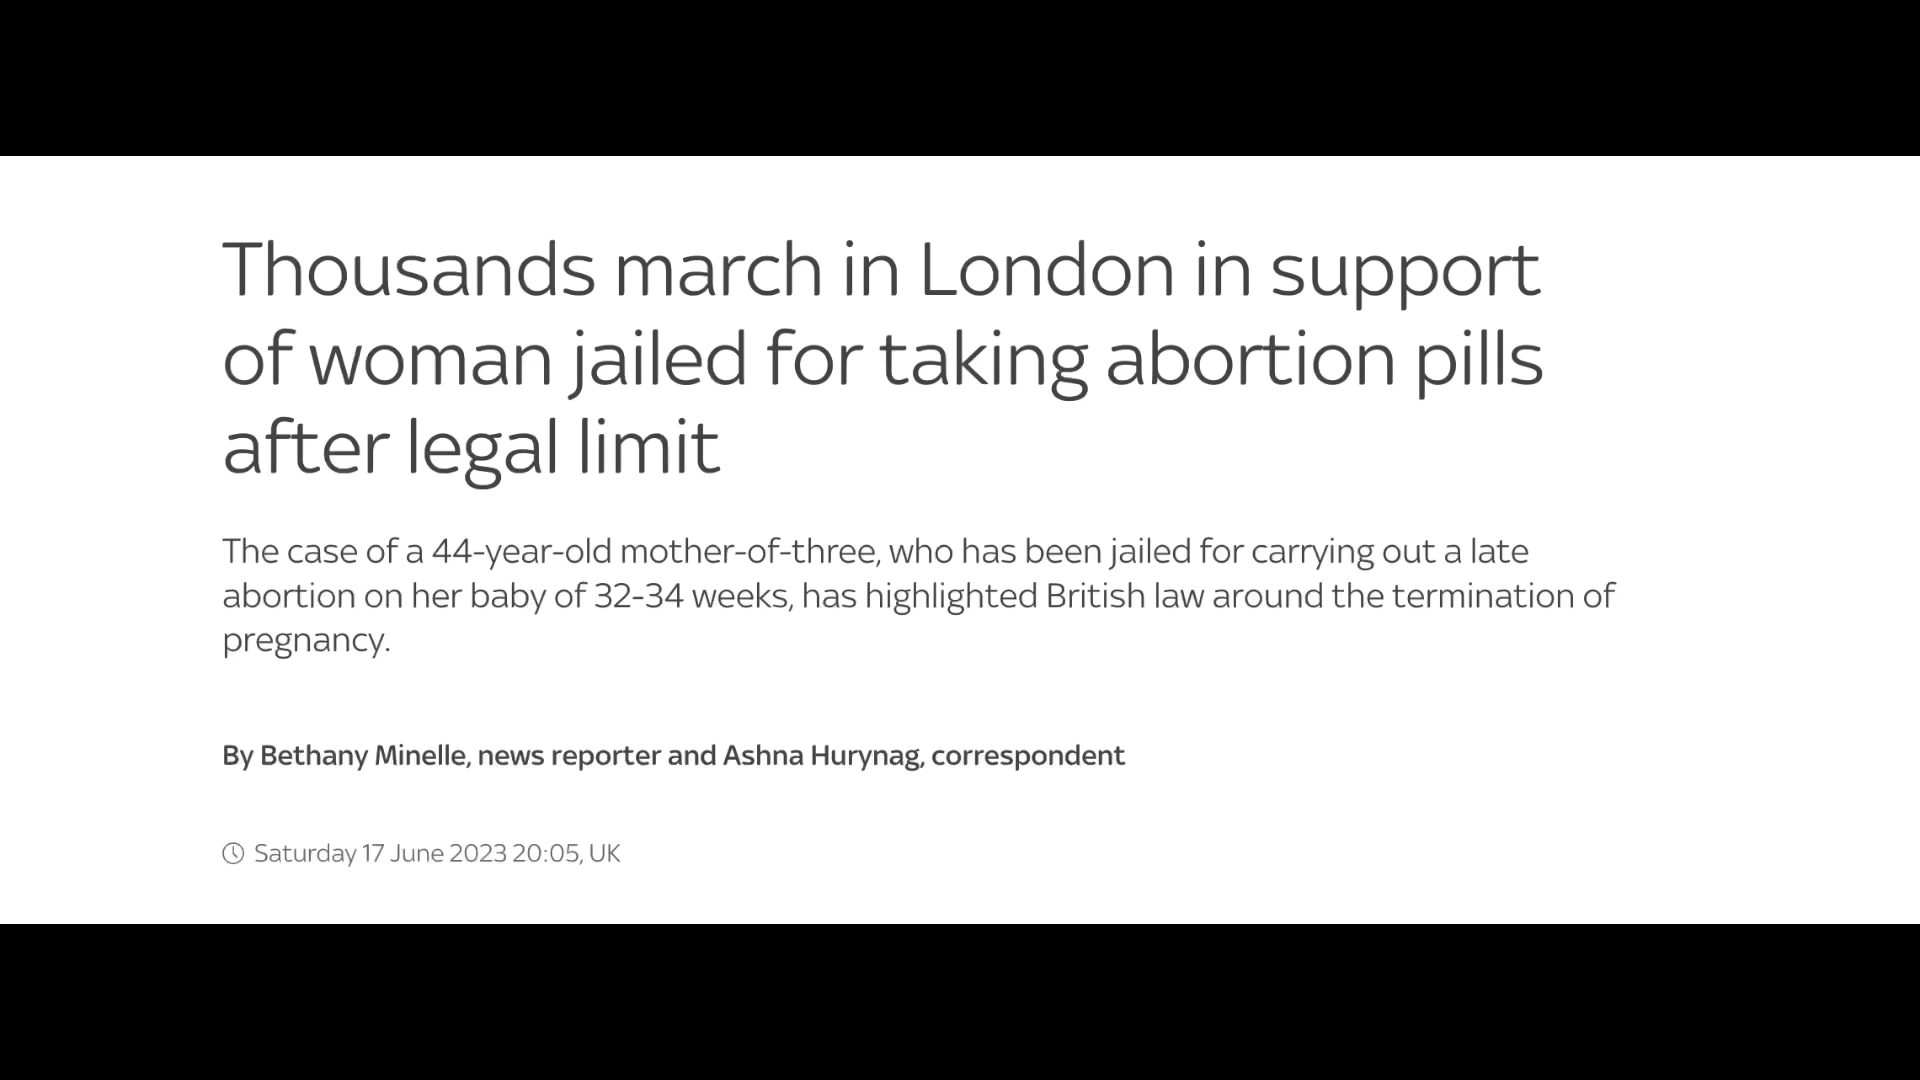 Thousands march in London in support
of woman jailed for taking abortion pills
after legal limit
The case of a 44-year-old mother-of-three, who has been jailed for carrying out a late
abortion on her baby of 32-34 weeks, has highlighted British law around the termination of
pregnancy.
By Bethany Minelle, news reporter and Ashna Hurynag, correspondent
Saturday 17 June 2023 20:05, UK